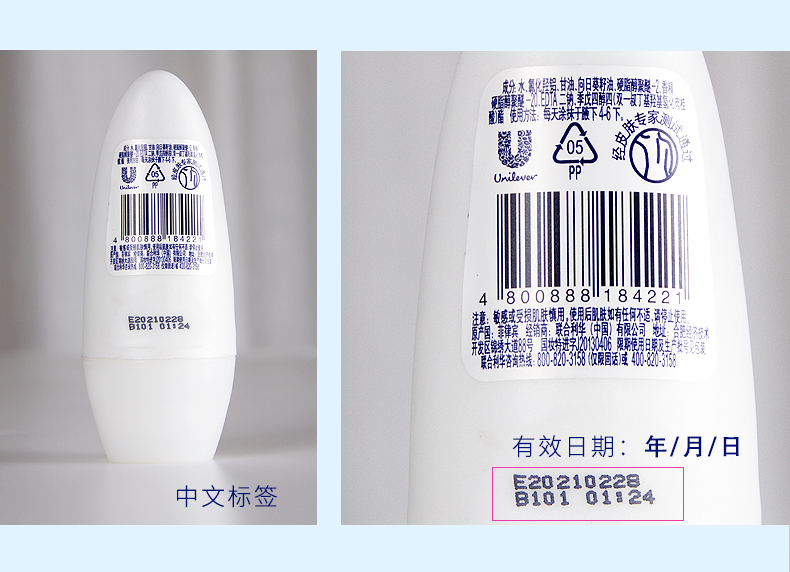 成分: 水、氯化羟铝、甘油、向日葵籽油、硬脂醇聚醚-2、香精
硬脂醇聚醚-20、EDTA 二钠、季戊四醇四(双-叔丁基羟基氢化肉桂
酸)酯 使用方法: 每天涂抹于腋下4-6下。
经皮肤专家测试通过
Unilever
05
PP
4 800888 184221
注意: 敏感或受损肌肤慎用, 使用后肌肤如有任何不适, 请停止使用。
原产国: 菲律宾 经销商: 联合利华 (中国) 有限公司 地址: 合肥经济技术
开发区锦绣大道88号 国妆特进字J20130406 限期使用日期及生产批号见包装
联合利华咨询热线: 800-820-3158 (仅限固话)或 400-820-3158
E20210228
B101 01:24
中文标签
有效日期: 年/月/日
E20210228
B101 01:24